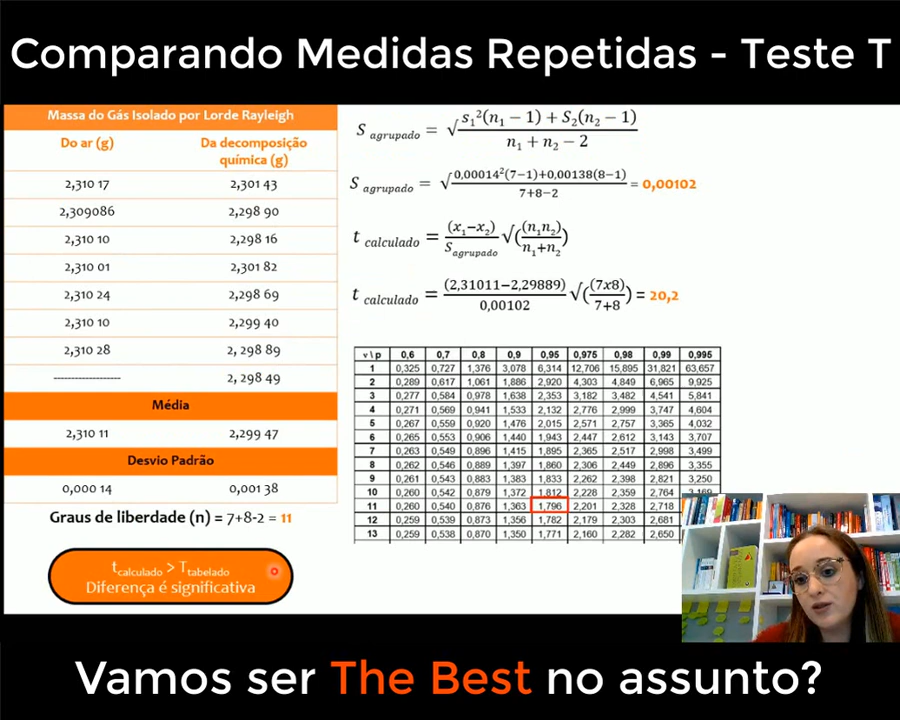 Comparando Medidas Repetidas - Teste T
Massa do Gás Isolado por Lorde Rayleigh
Do ar (g) Da decomposição química (g)
2,310 17 2,301 43
2,309086 2,298 90
2,310 10 2,298 16
2,310 01 2,301 82
2,310 24 2,298 69
2,310 10 2,299 40
2,310 28 2, 298 89
------------------- 2, 298 49
Média
2,310 11 2,299 47
Desvio Padrão
0,000 14 0,001 38
Graus de liberdade (n) = 7+8-2 = 11
t calculado > T tabelado
Diferença é significativa
S agrupado = √ s₁²(n₁ − 1) + S₂(n₂ − 1) / n₁ + n₂ − 2
S agrupado = √ 0,00014²(7−1)+0,00138(8−1) / 7+8−2 = 0,00102
t calculado = (x₁−x₂) / S agrupado √( (n₁n₂) / n₁+n₂ )
t calculado = (2,31011−2,29889) / 0,00102 √( (7x8) / 7+8 ) = 20,2
v \ p 0,6 0,7 0,8 0,9 0,95 0,975 0,98 0,99 0,995
1 0,325 0,727 1,376 3,078 6,314 12,706 15,895 31,821 63,657
2 0,289 0,617 1,061 1,886 2,920 4,303 4,849 6,965 9,925
3 0,277 0,584 0,978 1,638 2,353 3,182 3,482 4,541 5,841
4 0,271 0,569 0,941 1,533 2,132 2,776 2,999 3,747 4,604
5 0,267 0,559 0,920 1,476 2,015 2,571 2,757 3,365 4,032
6 0,265 0,553 0,906 1,440 1,943 2,447 2,612 3,143 3,707
7 0,263 0,549 0,896 1,415 1,895 2,365 2,517 2,998 3,499
8 0,262 0,546 0,889 1,397 1,860 2,306 2,449 2,896 3,355
9 0,261 0,543 0,883 1,383 1,833 2,262 2,398 2,821 3,250
10 0,260 0,542 0,879 1,372 1,812 2,228 2,359 2,764 3,169
11 0,260 0,540 0,876 1,363 1,796 2,201 2,328 2,718
12 0,259 0,539 0,873 1,356 1,782 2,179 2,303 2,681
13 0,259 0,538 0,870 1,350 1,771 2,160 2,282 2,650
Vamos ser The Best no assunto?